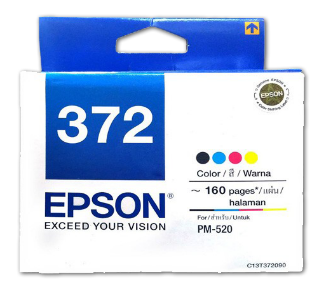 372
EPSON
Color / สี / Warna
~ 160 pages*/แผ่น/
halaman
EPSON®
EXCEED YOUR VISION
For/สำหรับ/Untuk
PM-520
C13T372090